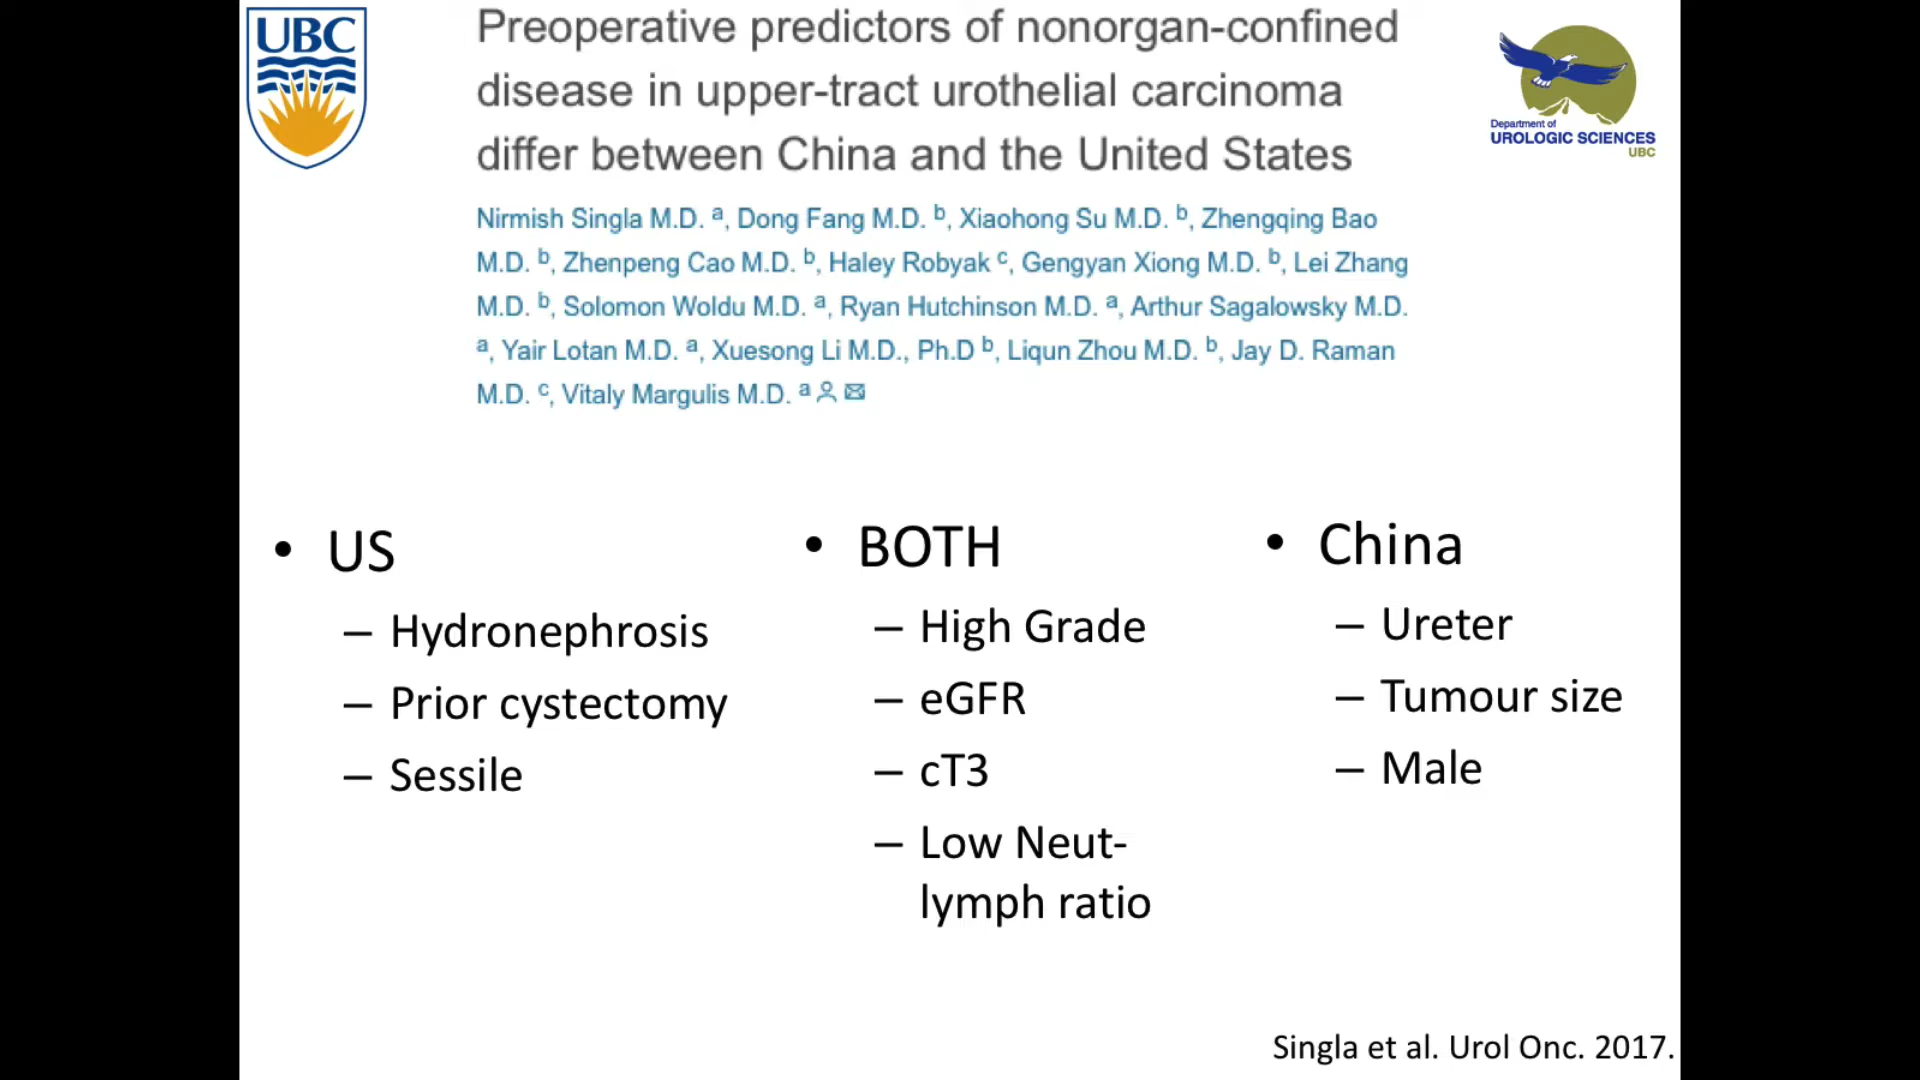 UBC
Preoperative predictors of nonorgan-confined
disease in upper-tract urothelial carcinoma
differ between China and the United States
Department of
UROLOGIC SCIENCES
UBC
Nirmish Singla M.D. a, Dong Fang M.D. b, Xiaohong Su M.D. b, Zhengqing Bao
M.D. b, Zhenpeng Cao M.D. b, Haley Robyak c, Gengyan Xiong M.D. b, Lei Zhang
M.D. b, Solomon Woldu M.D. a, Ryan Hutchinson M.D. a, Arthur Sagalowsky M.D.
a, Yair Lotan M.D. a, Xuesong Li M.D., Ph.D b, Liqun Zhou M.D. b, Jay D. Raman
M.D. c, Vitaly Margulis M.D. a
• US
– Hydronephrosis
– Prior cystectomy
– Sessile
• BOTH
– High Grade
– eGFR
– cT3
– Low Neut-
lymph ratio
• China
– Ureter
– Tumour size
– Male
Singla et al. Urol Onc. 2017.